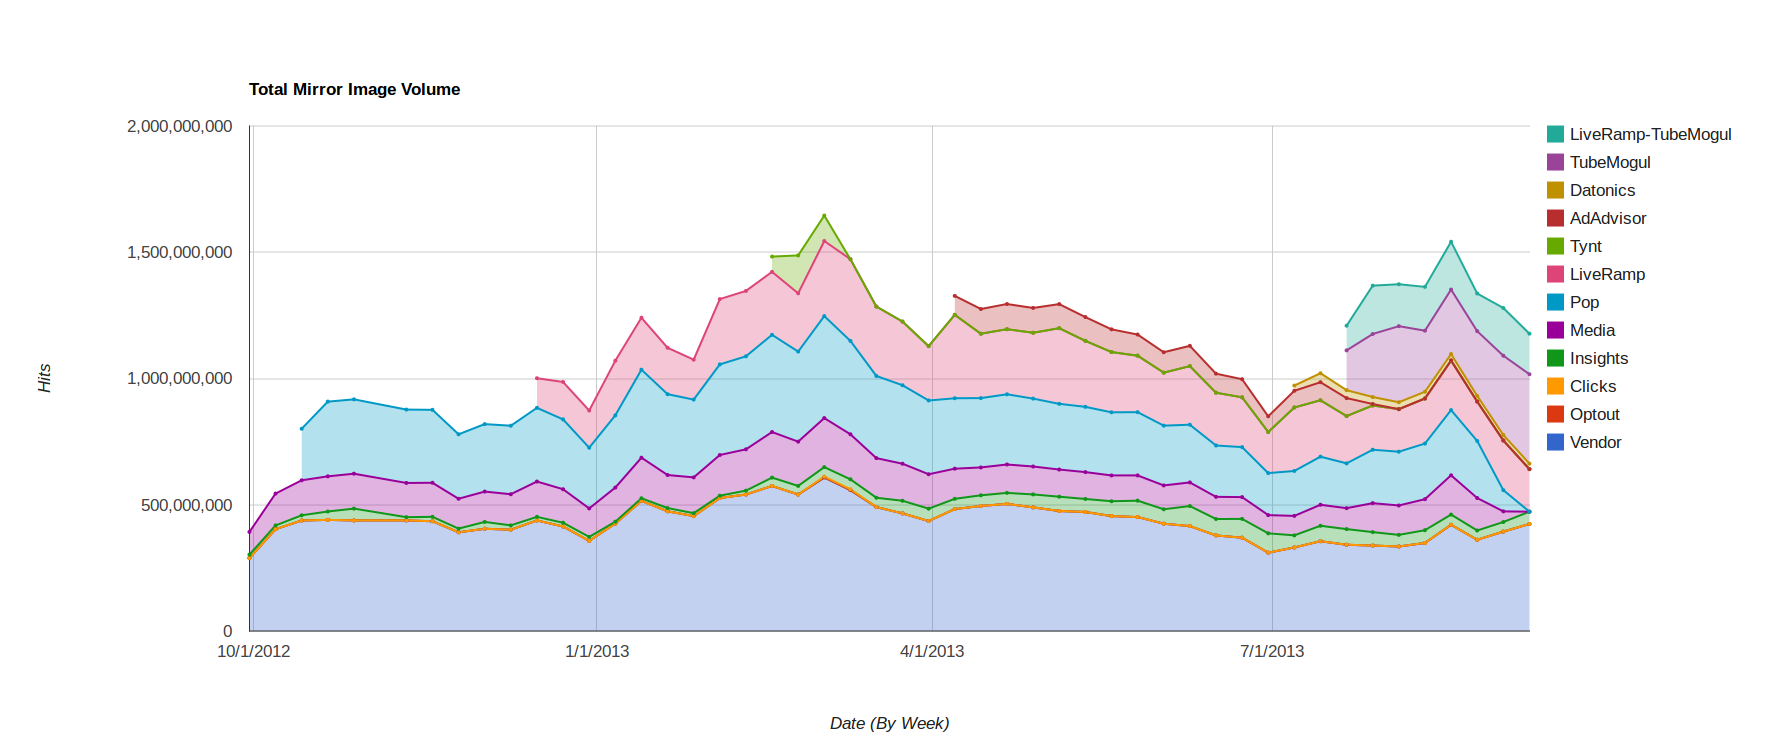 Total Mirror Image Volume
2,000,000,000
1,500,000,000
1,000,000,000
500,000,000
0
Hits
10/1/2012
1/1/2013
4/1/2013
7/1/2013
Date (By Week)
LiveRamp-TubeMogul
TubeMogul
Datonics
AdAdvisor
Tynt
LiveRamp
Pop
Media
Insights
Clicks
Optout
Vendor